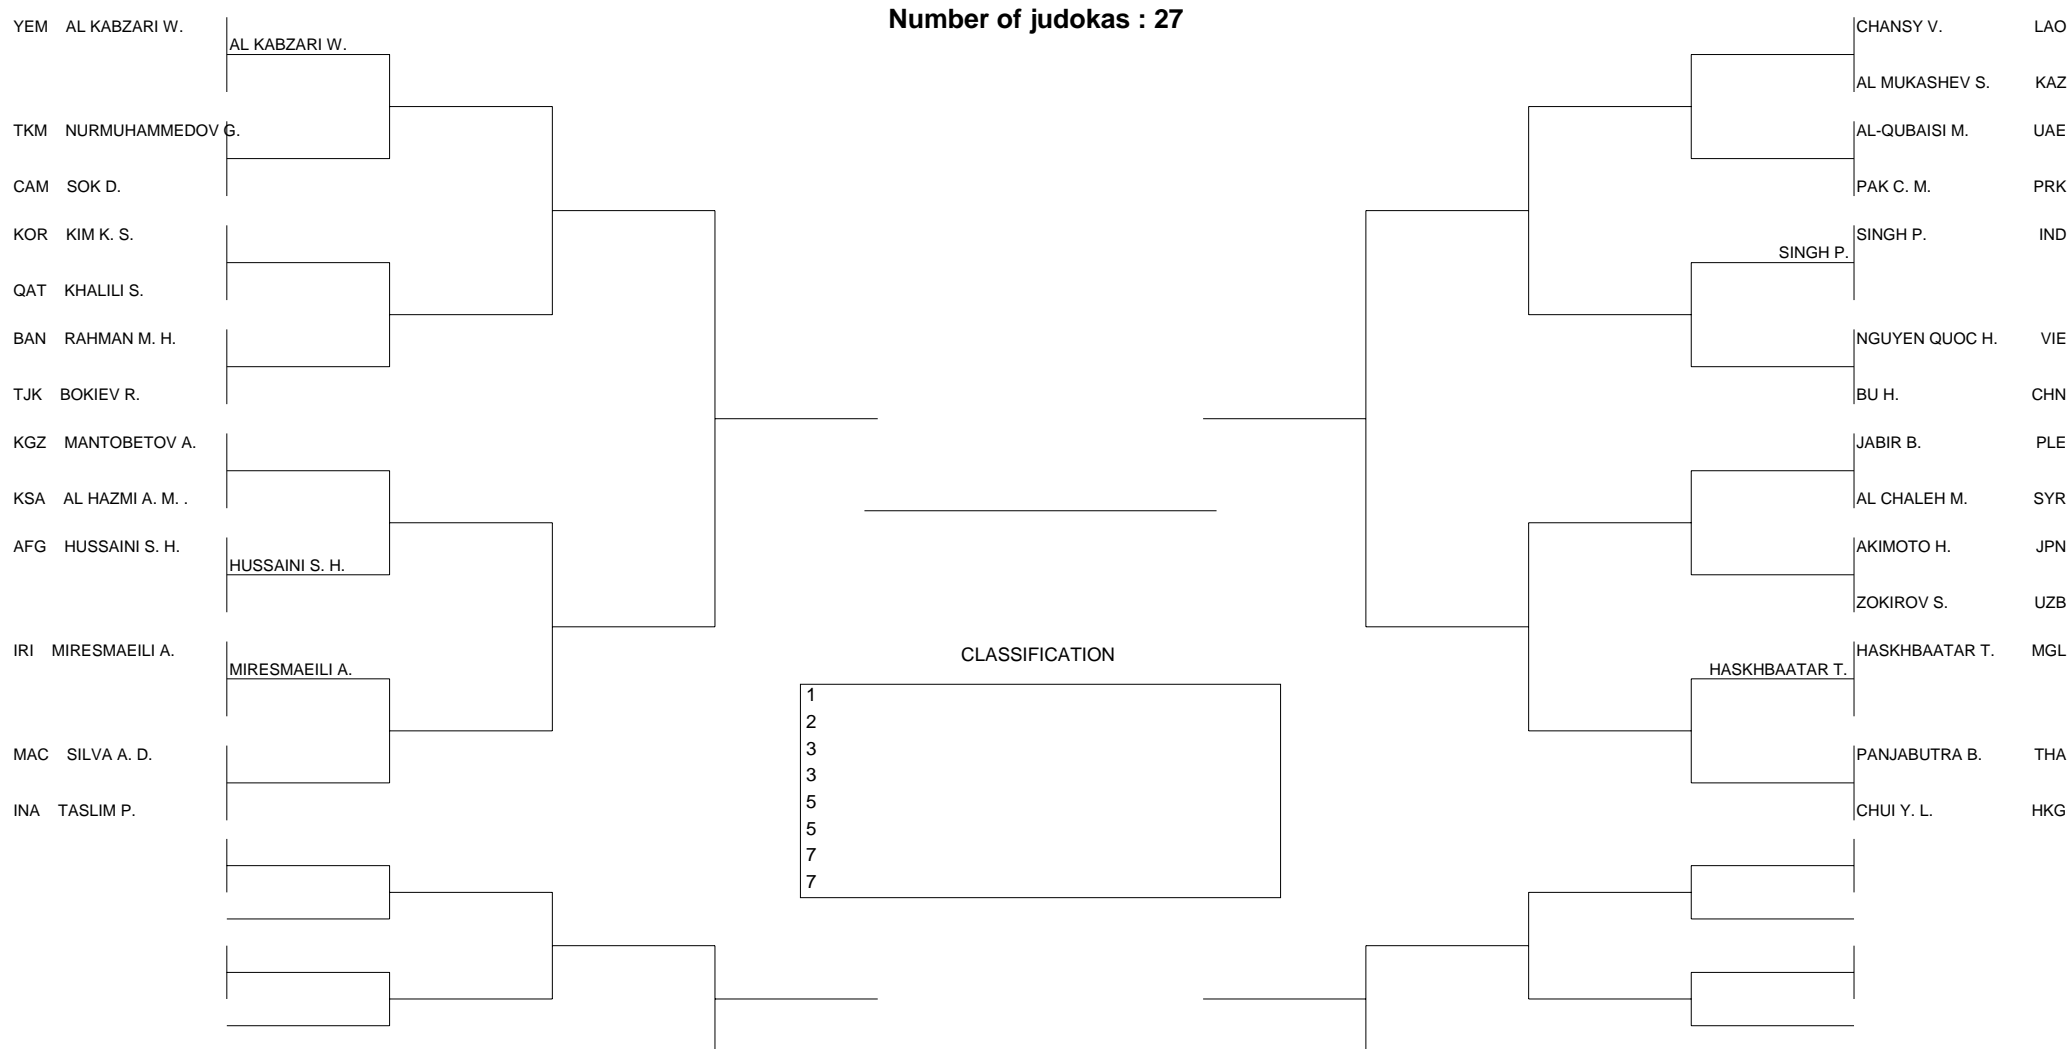 Number of judokas : 27
YEM AL KABZARI W.
AL KABZARI W.
TKM NURMUHAMMEDOV G.
CAM SOK D.
KOR KIM K. S.
QAT KHALILI S.
BAN RAHMAN M. H.
TJK BOKIEV R.
KGZ MANTOBETOV A.
KSA AL HAZMI A. M. .
AFG HUSSAINI S. H.
HUSSAINI S. H.
IRI MIRESMAEILI A.
MIRESMAEILI A.
MAC SILVA A. D.
INA TASLIM P.
CHANSY V. LAO
AL MUKASHEV S. KAZ
AL-QUBAISI M. UAE
PAK C. M. PRK
SINGH P. IND
SINGH P.
NGUYEN QUOC H. VIE
BU H. CHN
JABIR B. PLE
AL CHALEH M. SYR
AKIMOTO H. JPN
ZOKIROV S. UZB
HASKHBAATAR T. MGL
HASKHBAATAR T.
PANJABUTRA B. THA
CHUI Y. L. HKG
CLASSIFICATION
1
2
3
3
5
5
7
7